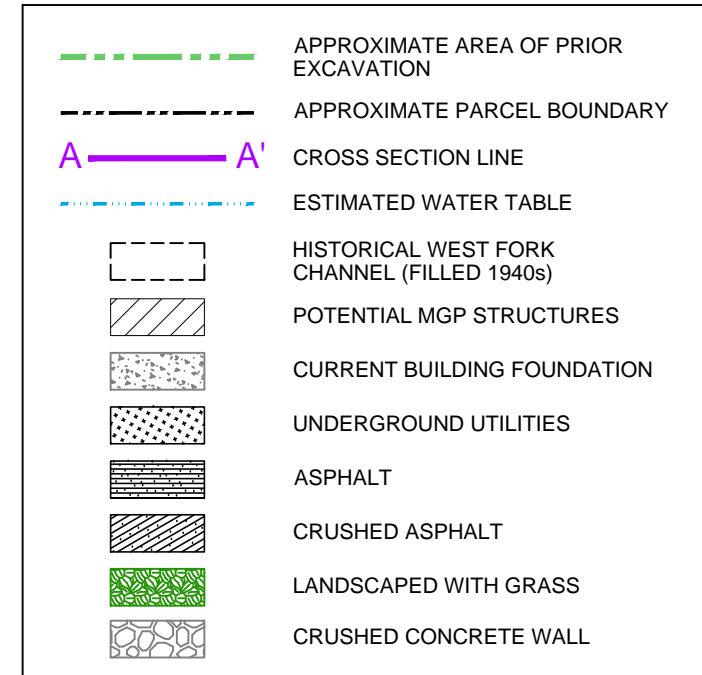 APPROXIMATE AREA OF PRIOR
EXCAVATION
APPROXIMATE PARCEL BOUNDARY
A A' CROSS SECTION LINE
ESTIMATED WATER TABLE
HISTORICAL WEST FORK
CHANNEL (FILLED 1940s)
POTENTIAL MGP STRUCTURES
CURRENT BUILDING FOUNDATION
UNDERGROUND UTILITIES
ASPHALT
CRUSHED ASPHALT
LANDSCAPED WITH GRASS
CRUSHED CONCRETE WALL